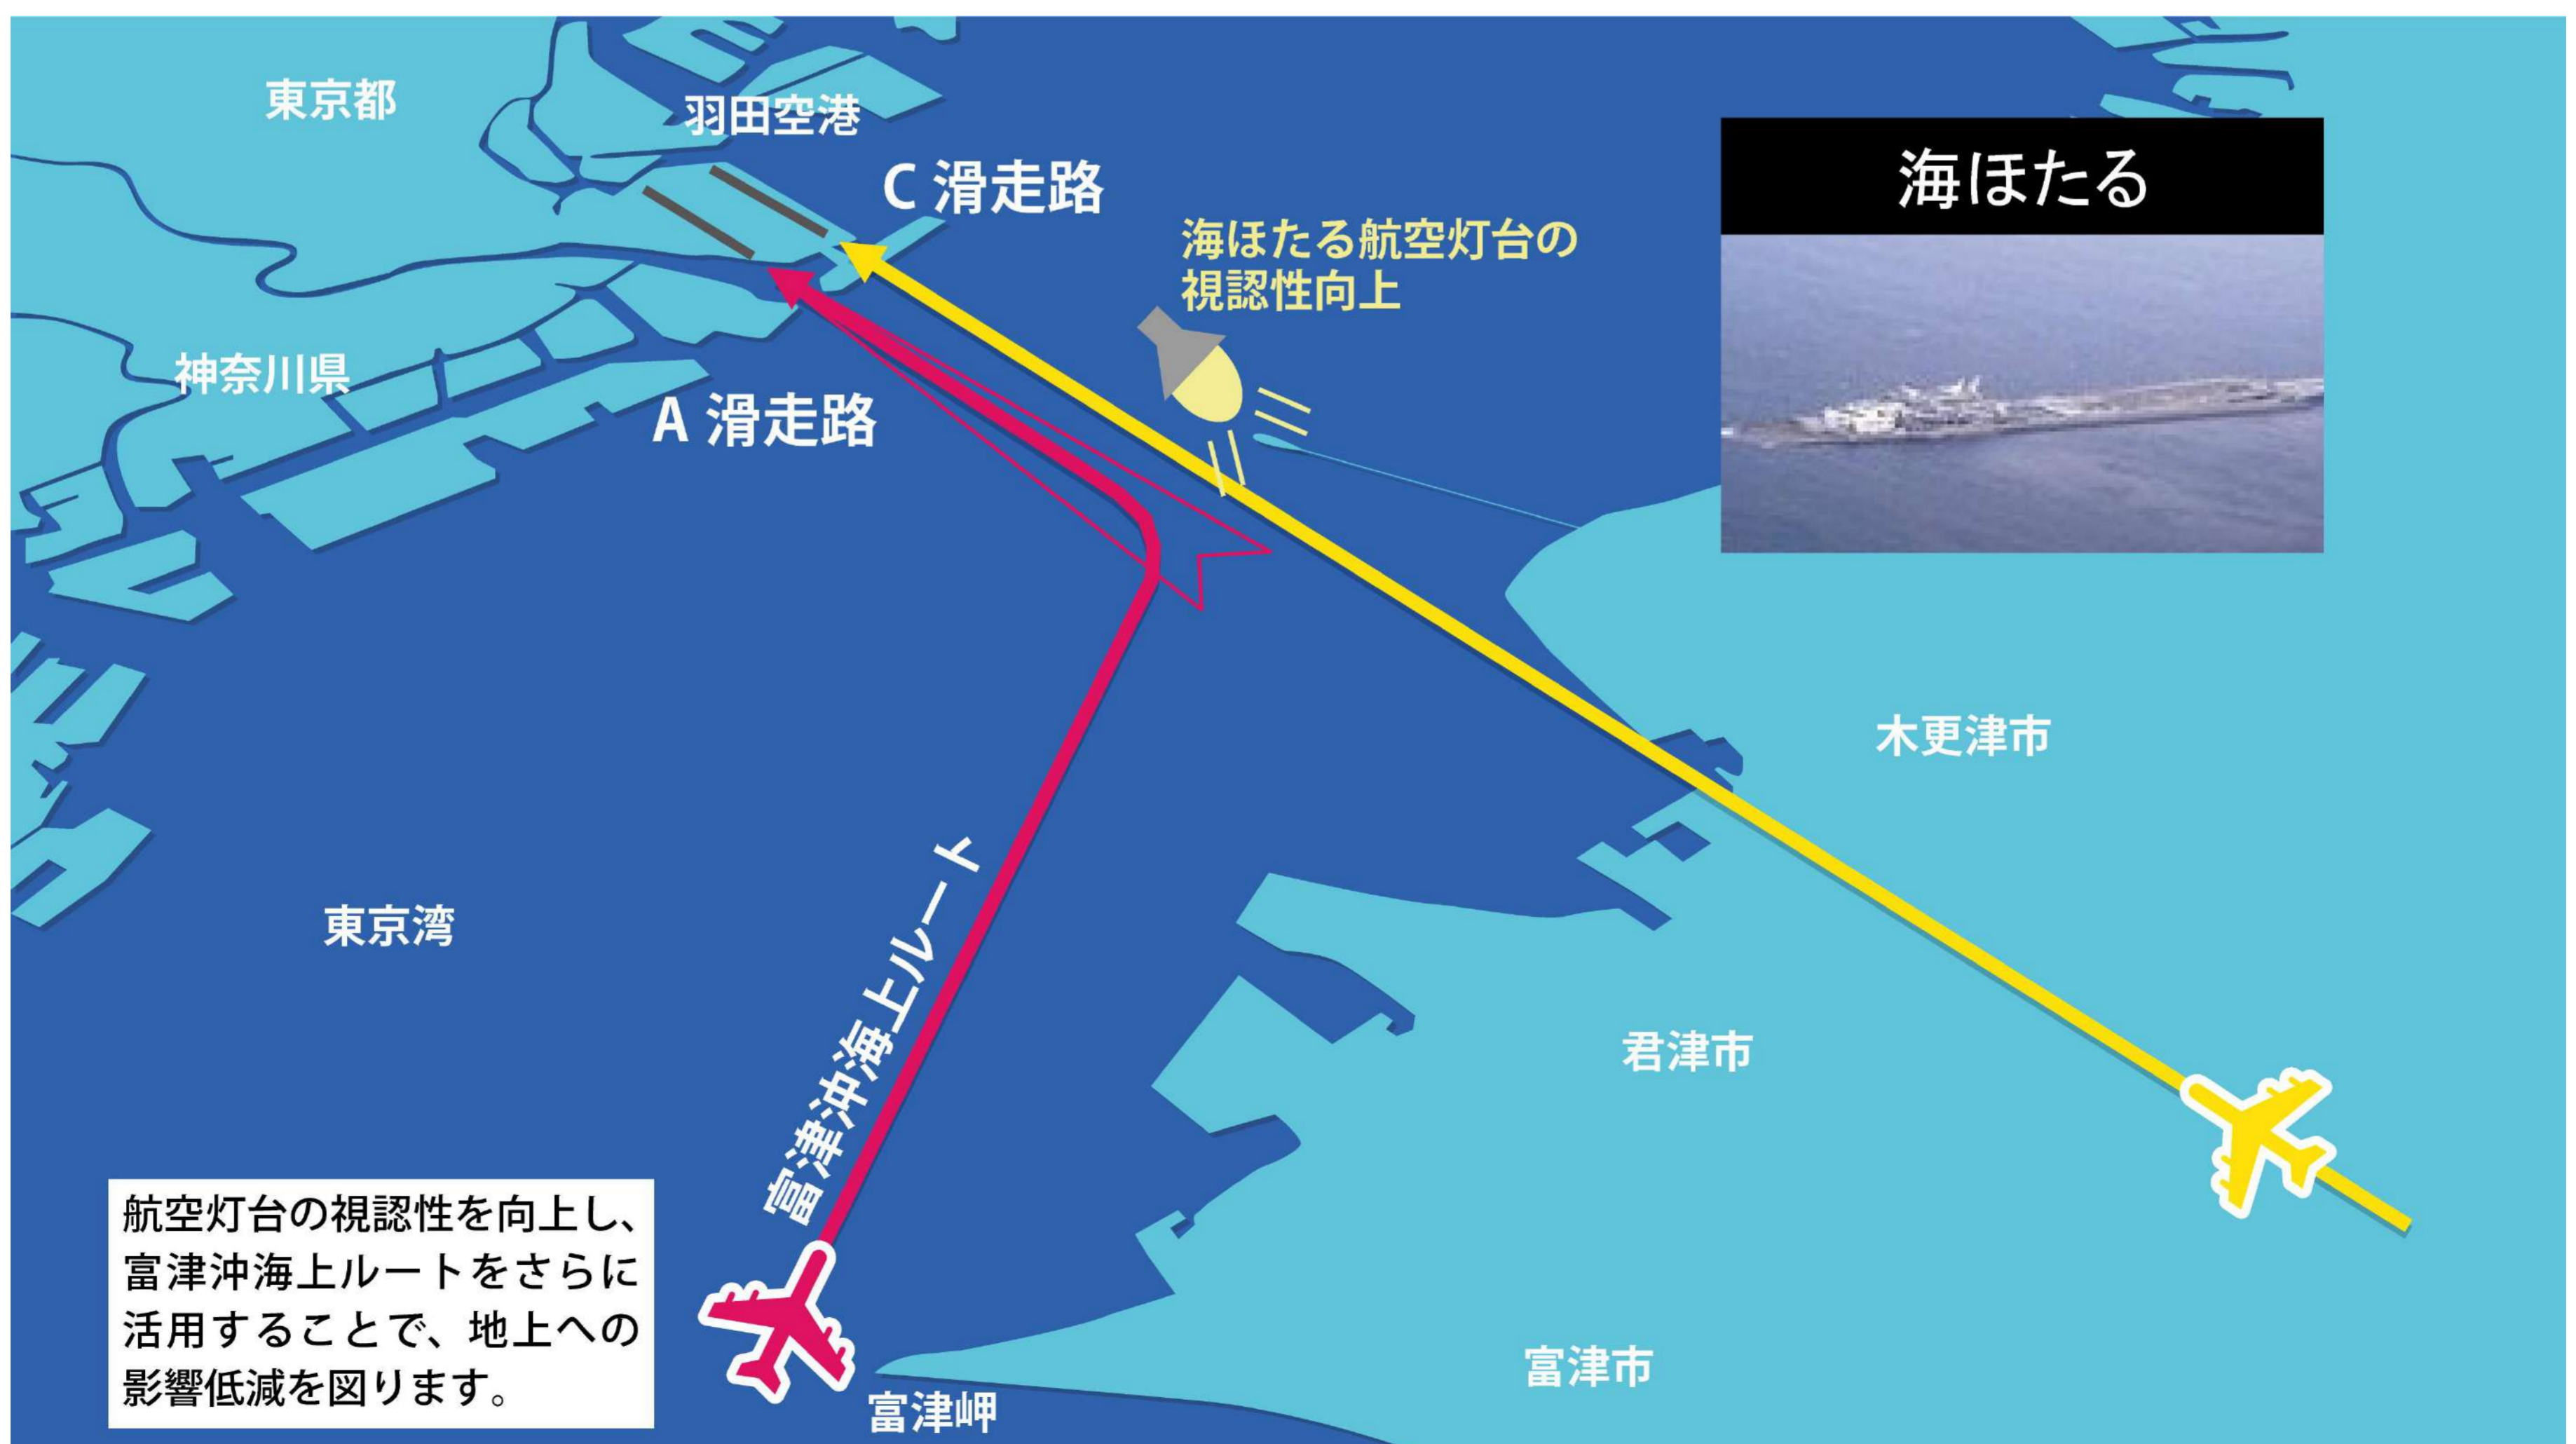 東京都
羽田空港
C 滑走路
海ほたる
海ほたる航空灯台の
視認性向上
神奈川県
A 滑走路
木更津市
東京湾
富津沖海上ルート
君津市
航空灯台の視認性を向上し、
富津沖海上ルートをさらに
活用することで、地上への
影響低減を図ります。
富津市
富津岬